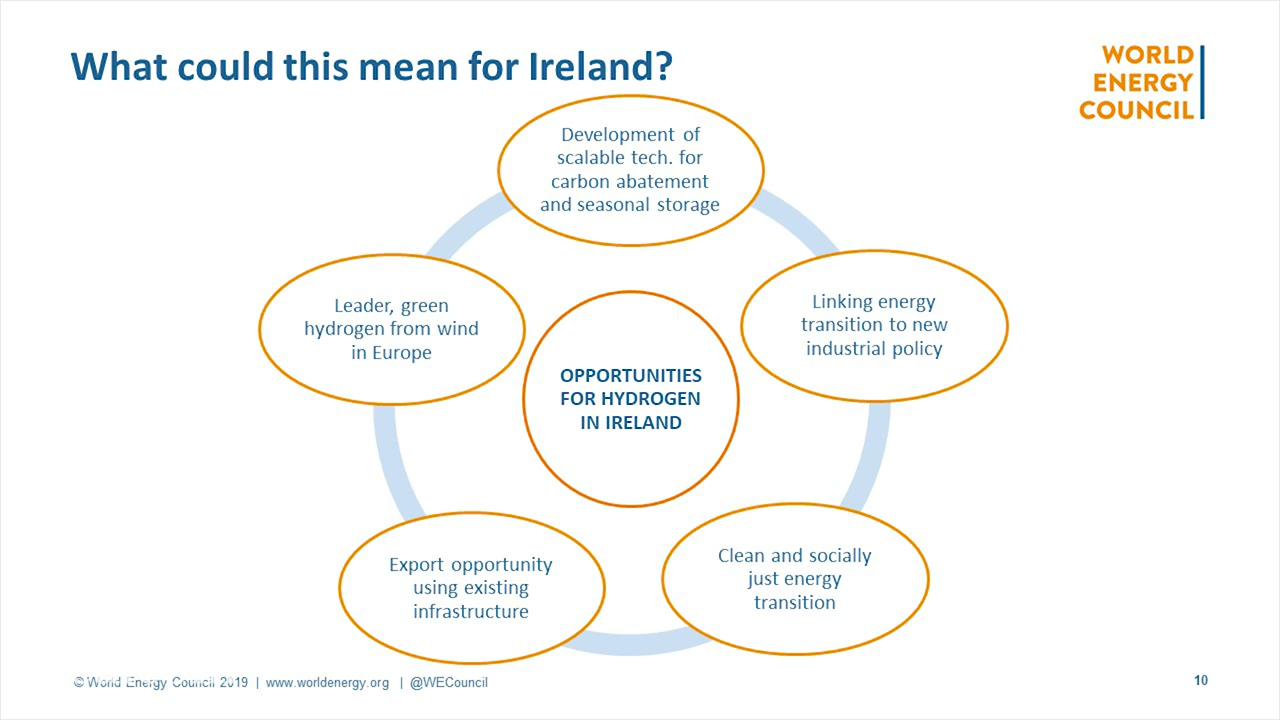 What could this mean for Ireland?
WORLD
ENERGY
COUNCIL
Development of
scalable tech. for
carbon abatement
and seasonal storage
Leader, green
hydrogen from wind
in Europe
Linking energy
transition to new
industrial policy
OPPORTUNITIES
FOR HYDROGEN
IN IRELAND
Export opportunity
using existing
infrastructure
Clean and socially
just energy
transition
© World Energy Council 2019 | www.worldenergy.org | @WECouncil
10